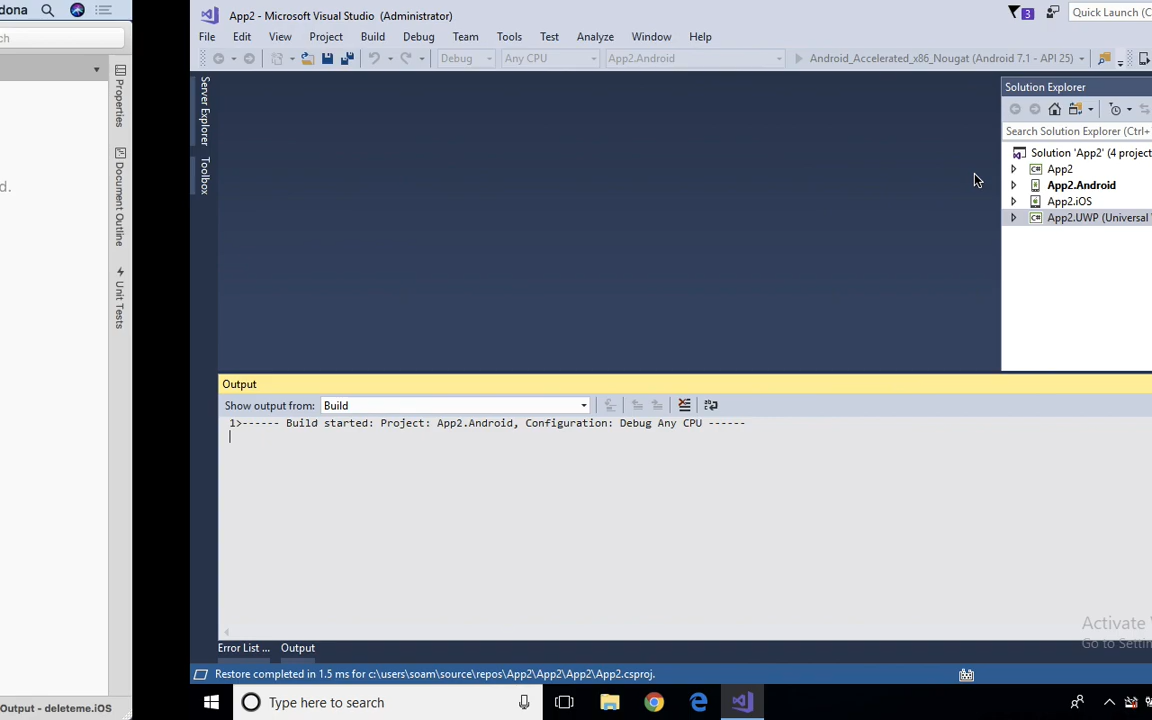 dona
ch
Properties
Document Outline
Unit Tests
d.
Output - deleteme.iOS
App2 - Microsoft Visual Studio (Administrator)
3
Quick Launch (C
File Edit View Project Build Debug Team Tools Test Analyze Window Help
Debug Any CPU App2.Android Android_Accelerated_x86_Nougat (Android 7.1 - API 25)
Server Explorer
Toolbox
Solution Explorer
Search Solution Explorer (Ctrl+
Solution 'App2' (4 project
App2
App2.Android
App2.iOS
App2.UWP (Universal
Output
Show output from: Build
1>------ Build started: Project: App2.Android, Configuration: Debug Any CPU ------
Activate
Go to Settin
Error List ... Output
Restore completed in 1.5 ms for c:\users\soam\source\repos\App2\App2\App2\App2.csproj.
Type here to search